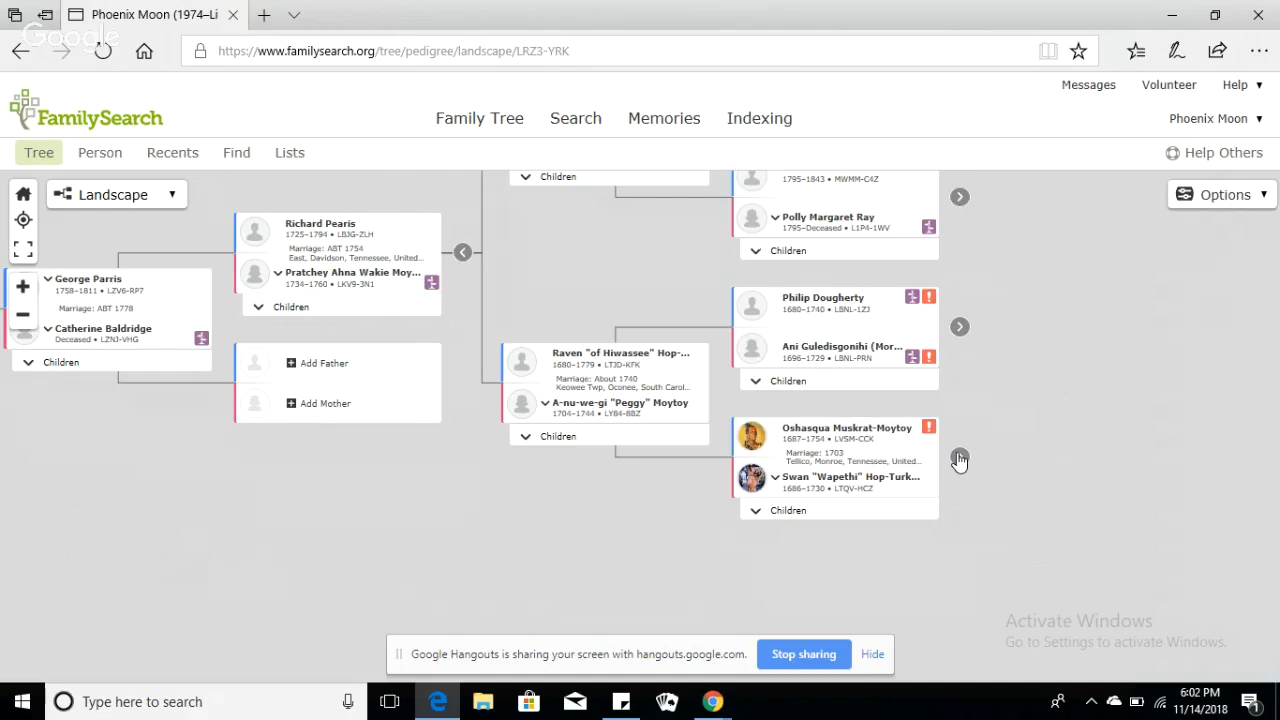 Phoenix Moon (1974–Li
Google
https://www.familysearch.org/tree/pedigree/landscape/LRZ3-YRK
Messages
Volunteer
Help
FamilySearch
Family Tree
Search
Memories
Indexing
Phoenix Moon
Tree
Person
Recents
Find
Lists
Help Others
Landscape
Options
Children
1795–1843 • MWMM-C4Z
Polly Margaret Ray
1795–Deceased • L1P4-1WV
Children
Richard Pearis
1725–1794 • LBJG-ZLH
Marriage: ABT 1754
East, Davidson, Tennessee, United...
Pratchey Ahna Wakie Moy...
1734–1760 • LKV9-3N1
Children
George Parris
1758–1811 • LZV6-RP7
Marriage: ABT 1778
Catherine Baldridge
Deceased • LZNJ-VHG
Children
Add Father
Add Mother
Philip Dougherty
1680–1740 • LBNL-1ZJ
Ani Guledisgonihi (Mor...
1696–1729 • LBNL-PRN
Children
Raven "of Hiwassee" Hop-...
1680–1779 • LTJD-KFK
Marriage: About 1740
Keowee Twp, Oconee, South Carol...
A-nu-we-gi "Peggy" Moytoy
1704–1744 • LY84-8BZ
Children
Oshasqua Muskrat-Moytoy
1687–1754 • LVSM-CCK
Marriage: 1703
Tellico, Monroe, Tennessee, United...
Swan "Wapethi" Hop-Turk...
1686–1730 • LTQV-HCZ
Children
Activate Windows
Go to Settings to activate Windows.
Google Hangouts is sharing your screen with hangouts.google.com.
Stop sharing
Hide
Type here to search
6:02 PM
11/14/2018
1